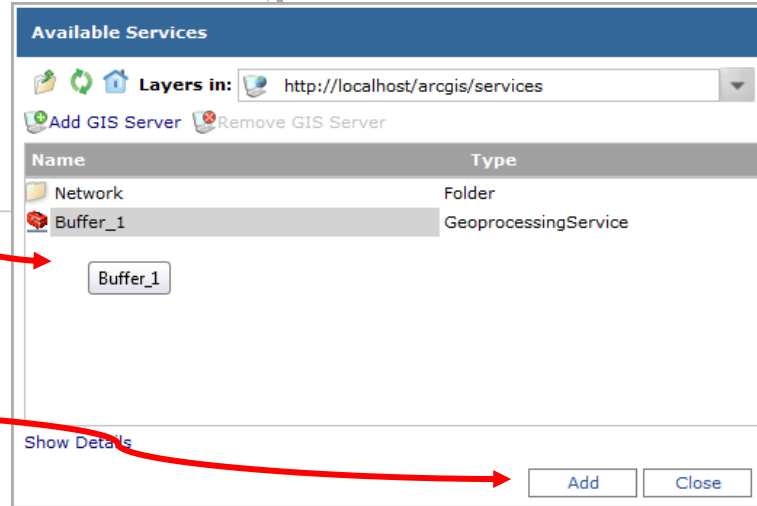 Available Services
Layers in: http://localhost/arcgis/services
Add GIS Server Remove GIS Server
Name Type
Network Folder
Buffer_1 GeoprocessingService
Buffer_1
Show Details
Add Close